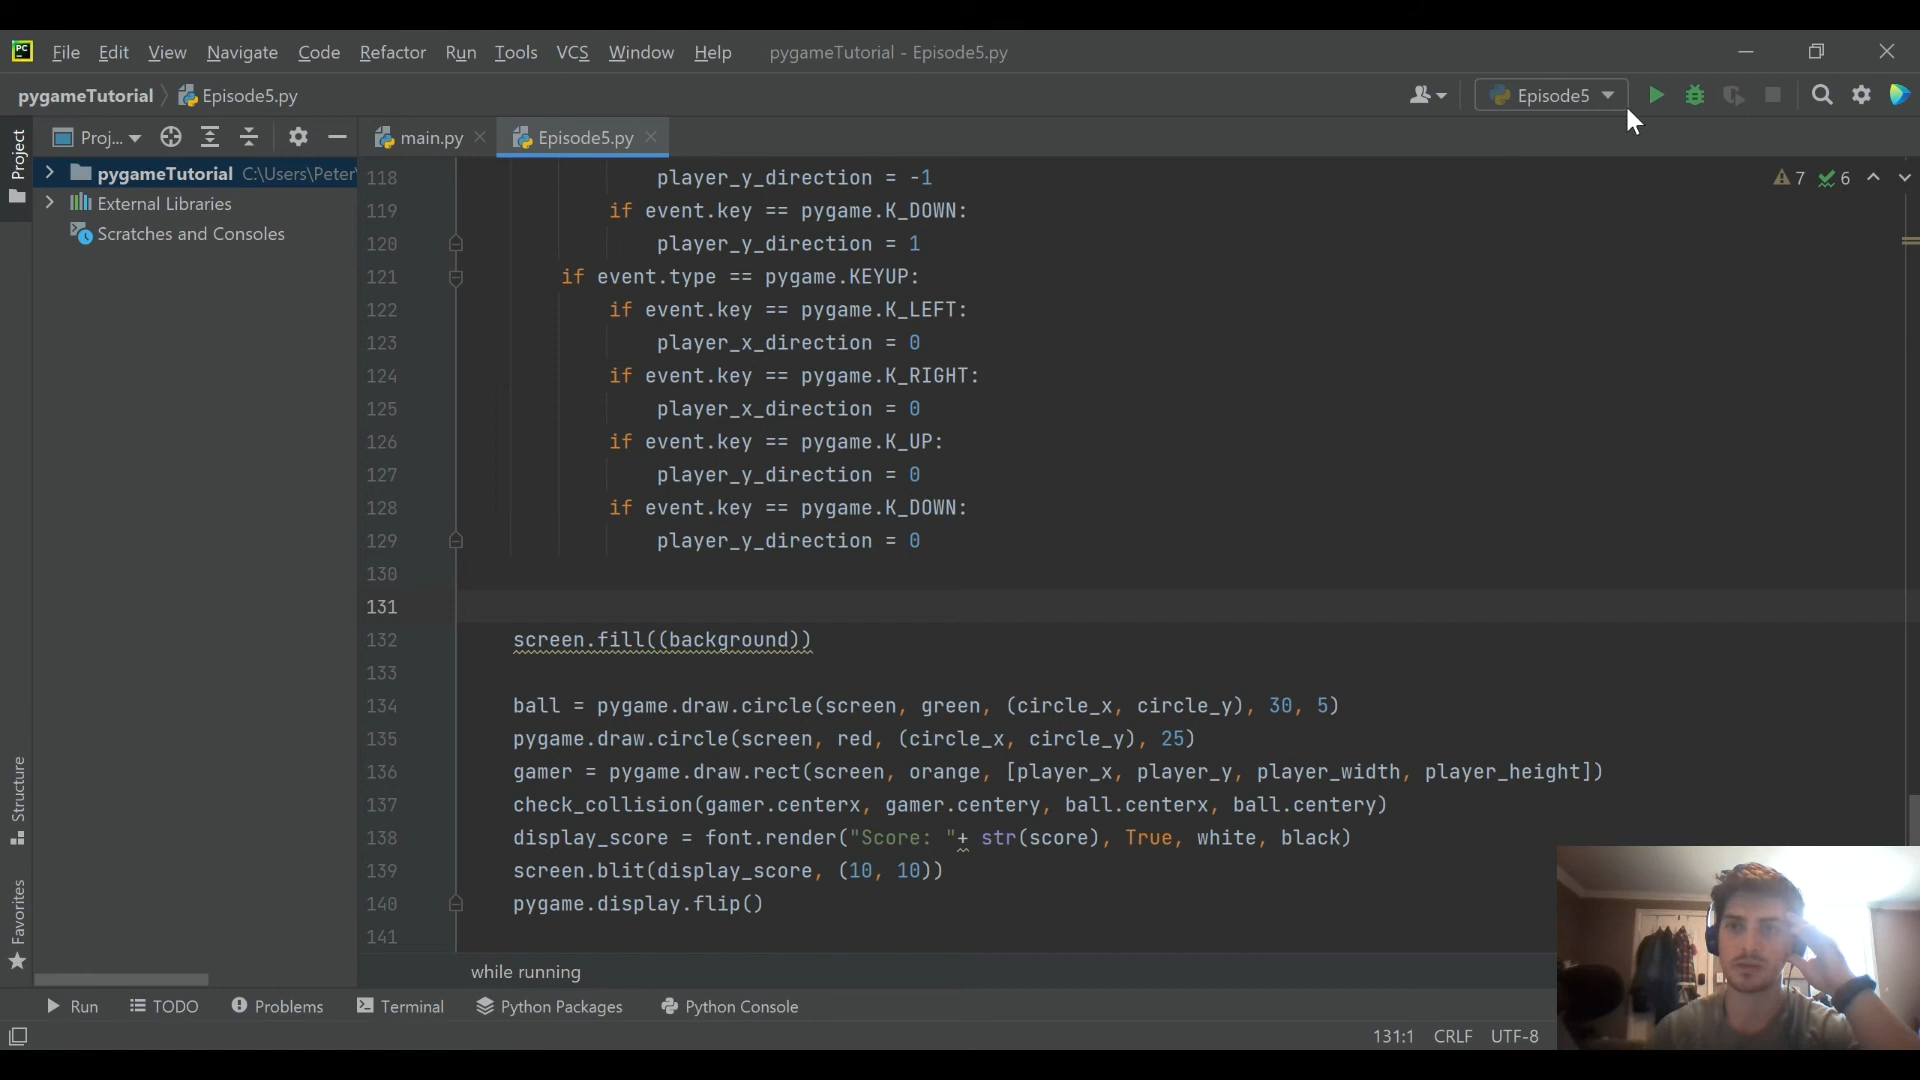 PC File Edit View Navigate Code Refactor Run Tools VCS Window Help pygameTutorial - Episode5.py
pygameTutorial Episode5.py Episode5
Project Proj... main.py Episode5.py
pygameTutorial C:\Users\Peter
External Libraries
Scratches and Consoles
7 6
118 player_y_direction = -1
119 if event.key == pygame.K_DOWN:
120 player_y_direction = 1
121 if event.type == pygame.KEYUP:
122 if event.key == pygame.K_LEFT:
123 player_x_direction = 0
124 if event.key == pygame.K_RIGHT:
125 player_x_direction = 0
126 if event.key == pygame.K_UP:
127 player_y_direction = 0
128 if event.key == pygame.K_DOWN:
129 player_y_direction = 0
130
131
132 screen.fill((background))
133
134 ball = pygame.draw.circle(screen, green, (circle_x, circle_y), 30, 5)
135 pygame.draw.circle(screen, red, (circle_x, circle_y), 25)
136 gamer = pygame.draw.rect(screen, orange, [player_x, player_y, player_width, player_height])
137 check_collision(gamer.centerx, gamer.centery, ball.centerx, ball.centery)
138 display_score = font.render("Score: "+ str(score), True, white, black)
139 screen.blit(display_score, (10, 10))
140 pygame.display.flip()
141
while running
Structure
Favorites
Run TODO Problems Terminal Python Packages Python Console
131:1 CRLF UTF-8